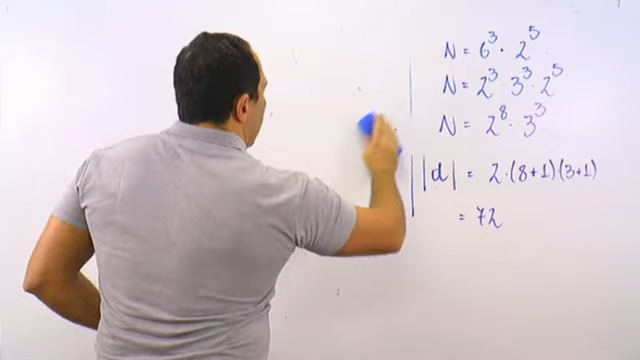 N = 6³ · 2⁵
N = 2³ · 3³ · 2⁵
N = 2⁸ · 3³
|d| = 2·(8+1)(3+1)
= 72